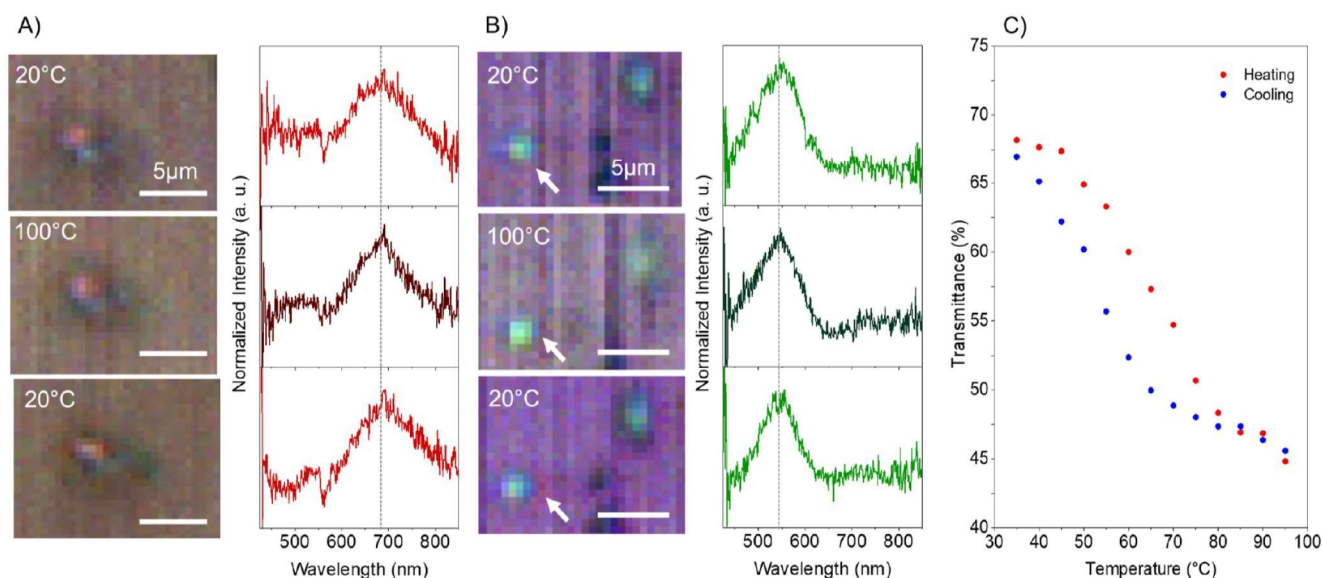 A)
20°C
5µm
100°C
20°C
Normalized Intensity (a. u.)
500 600 700 800
Wavelength (nm)
B)
20°C
5µm
100°C
20°C
Normalized Intensity (a. u.)
500 600 700 800
Wavelength (nm)
C)
Heating
Cooling
Transmittance (%)
75
70
65
60
55
50
45
40
30 40 50 60 70 80 90 100
Temperature (°C)